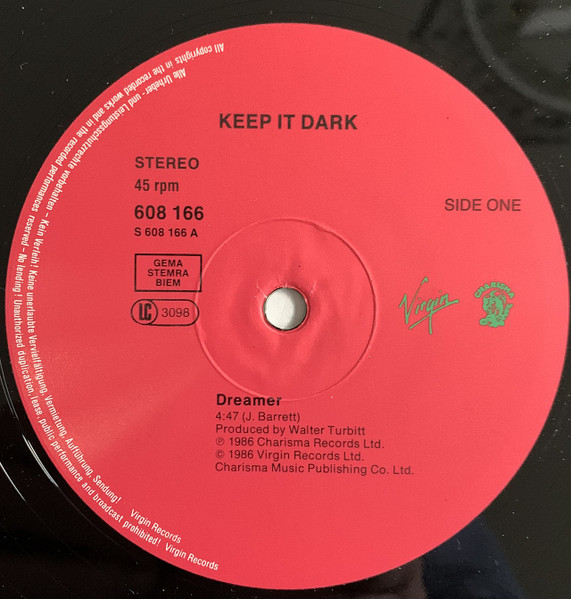 KEEP IT DARK
STEREO
45 rpm
608 166
S 608 166 A
SIDE ONE
GEMA
STEMRA
BIEM
LC 3098
Virgin
CHARISMA
Dreamer
4:47 (J. Barrett)
Produced by Walter Turbitt
℗ 1986 Charisma Records Ltd.
© 1986 Virgin Records Ltd.
Charisma Music Publishing Co. Ltd.
Alle Urheber- und Leistungsschutzrechte vorbehalten – Kein Verleih! Keine unerlaubte Vervielfältigung, Vermietung, Aufführung, Sendung! Virgin Records
All copyrights in the recorded works and in the recorded performances reserved – No lending! Unauthorized duplication, lease, public performance and broadcast prohibited! Virgin Records